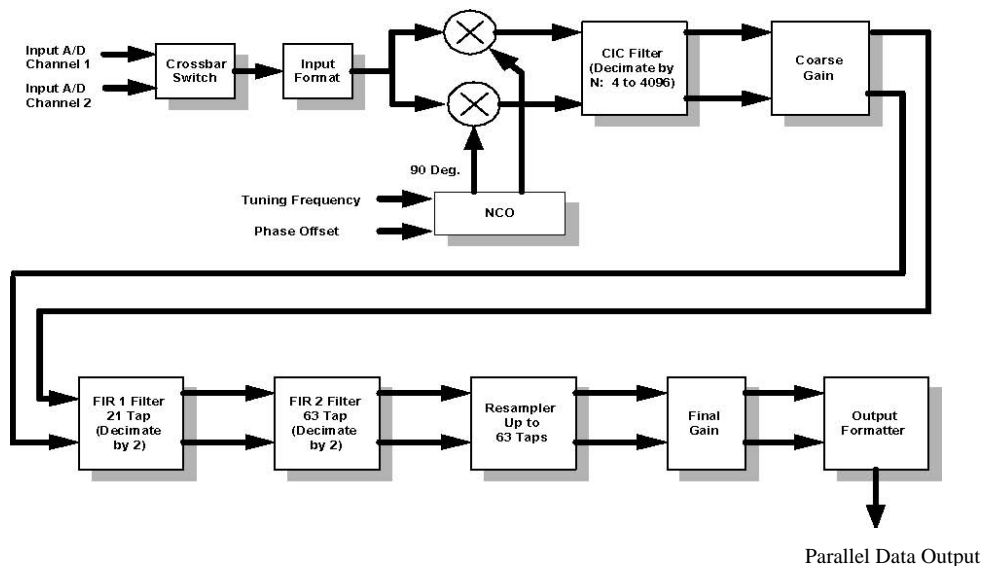 Input A/D
Channel 1
Input A/D
Channel 2
Crossbar
Switch
Input
Format
CIC Filter
(Decimate by
N: 4 to 4096)
Coarse
Gain
90 Deg.
Tuning Frequency
Phase Offset
NCO
FIR 1 Filter
21 Tap
(Decimate
by 2)
FIR 2 Filter
63 Tap
(Decimate
by 2)
Resampler
Up to
63 Taps
Final
Gain
Output
Formatter
Parallel Data Output